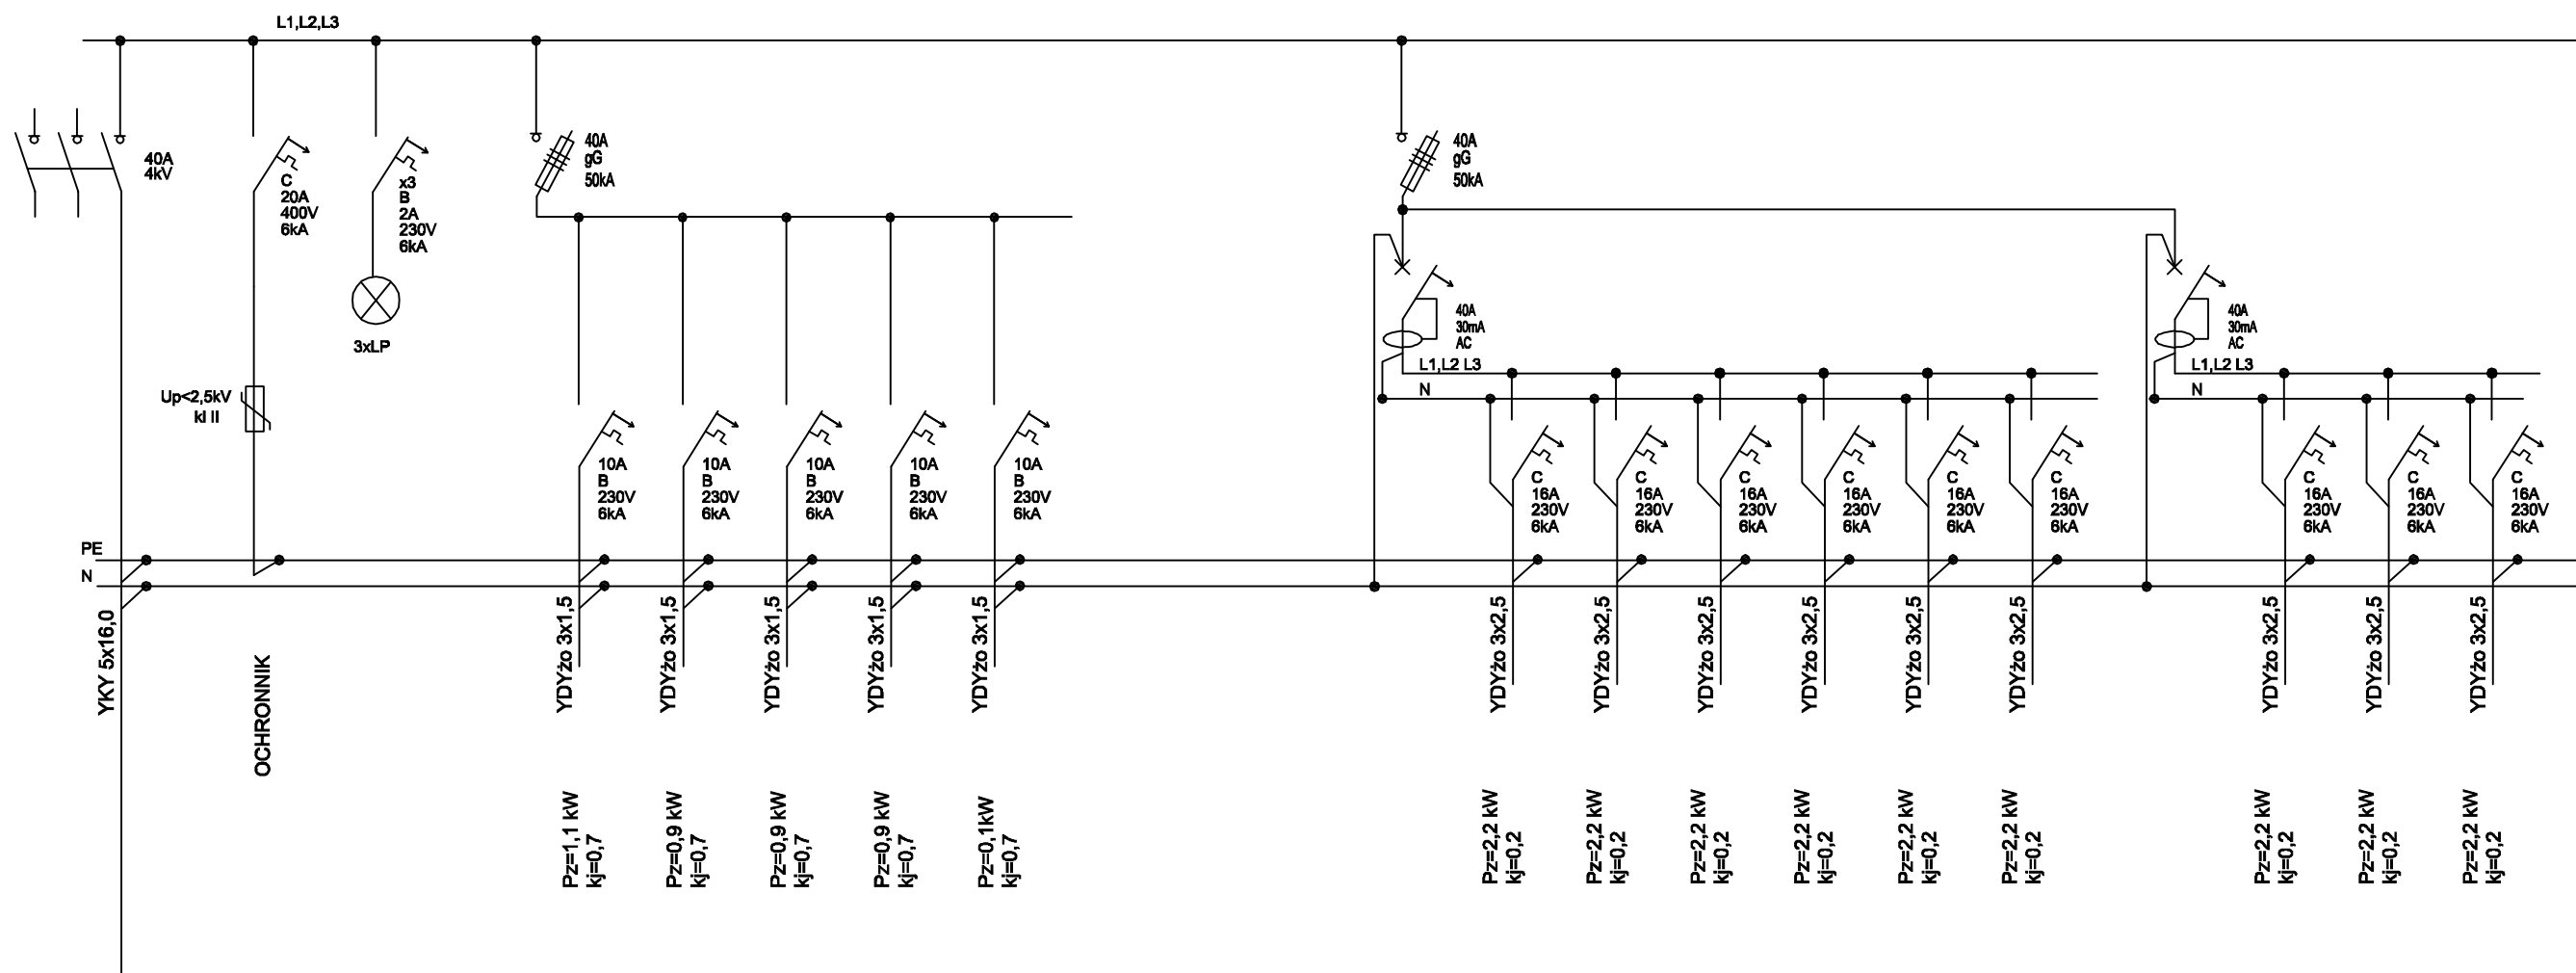 L1,L2,L3
40A
4kV
C
20A
400V
6kA
x3
B
2A
230V
6kA
3xLP
Up<2,5kV
kl II
40A
gG
50kA
10A
B
230V
6kA
10A
B
230V
6kA
10A
B
230V
6kA
10A
B
230V
6kA
10A
B
230V
6kA
40A
gG
50kA
40A
30mA
AC
L1,L2 L3
N
C
16A
230V
6kA
C
16A
230V
6kA
C
16A
230V
6kA
C
16A
230V
6kA
C
16A
230V
6kA
C
16A
230V
6kA
40A
30mA
AC
L1,L2 L3
N
C
16A
230V
6kA
C
16A
230V
6kA
C
16A
230V
6kA
PE
N
YKY 5x16,0
OCHRONNIK
YDYżo 3x1,5
YDYżo 3x1,5
YDYżo 3x1,5
YDYżo 3x1,5
YDYżo 3x1,5
YDYżo 3x2,5
YDYżo 3x2,5
YDYżo 3x2,5
YDYżo 3x2,5
YDYżo 3x2,5
YDYżo 3x2,5
YDYżo 3x2,5
YDYżo 3x2,5
YDYżo 3x2,5
Pz=1,1 kW
kj=0,7
Pz=0,9 kW
kj=0,7
Pz=0,9 kW
kj=0,7
Pz=0,9 kW
kj=0,7
Pz=0,1kW
kj=0,7
Pz=2,2 kW
kj=0,2
Pz=2,2 kW
kj=0,2
Pz=2,2 kW
kj=0,2
Pz=2,2 kW
kj=0,2
Pz=2,2 kW
kj=0,2
Pz=2,2 kW
kj=0,2
Pz=2,2 kW
kj=0,2
Pz=2,2 kW
kj=0,2
Pz=2,2 kW
kj=0,2